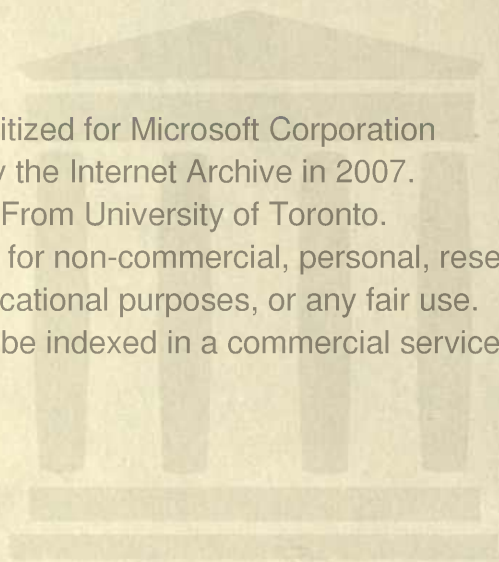 itized for Microsoft Corporation
y the Internet Archive in 2007.
From University of Toronto.
for non-commercial, personal, rese
cational purposes, or any fair use.
be indexed in a commercial service